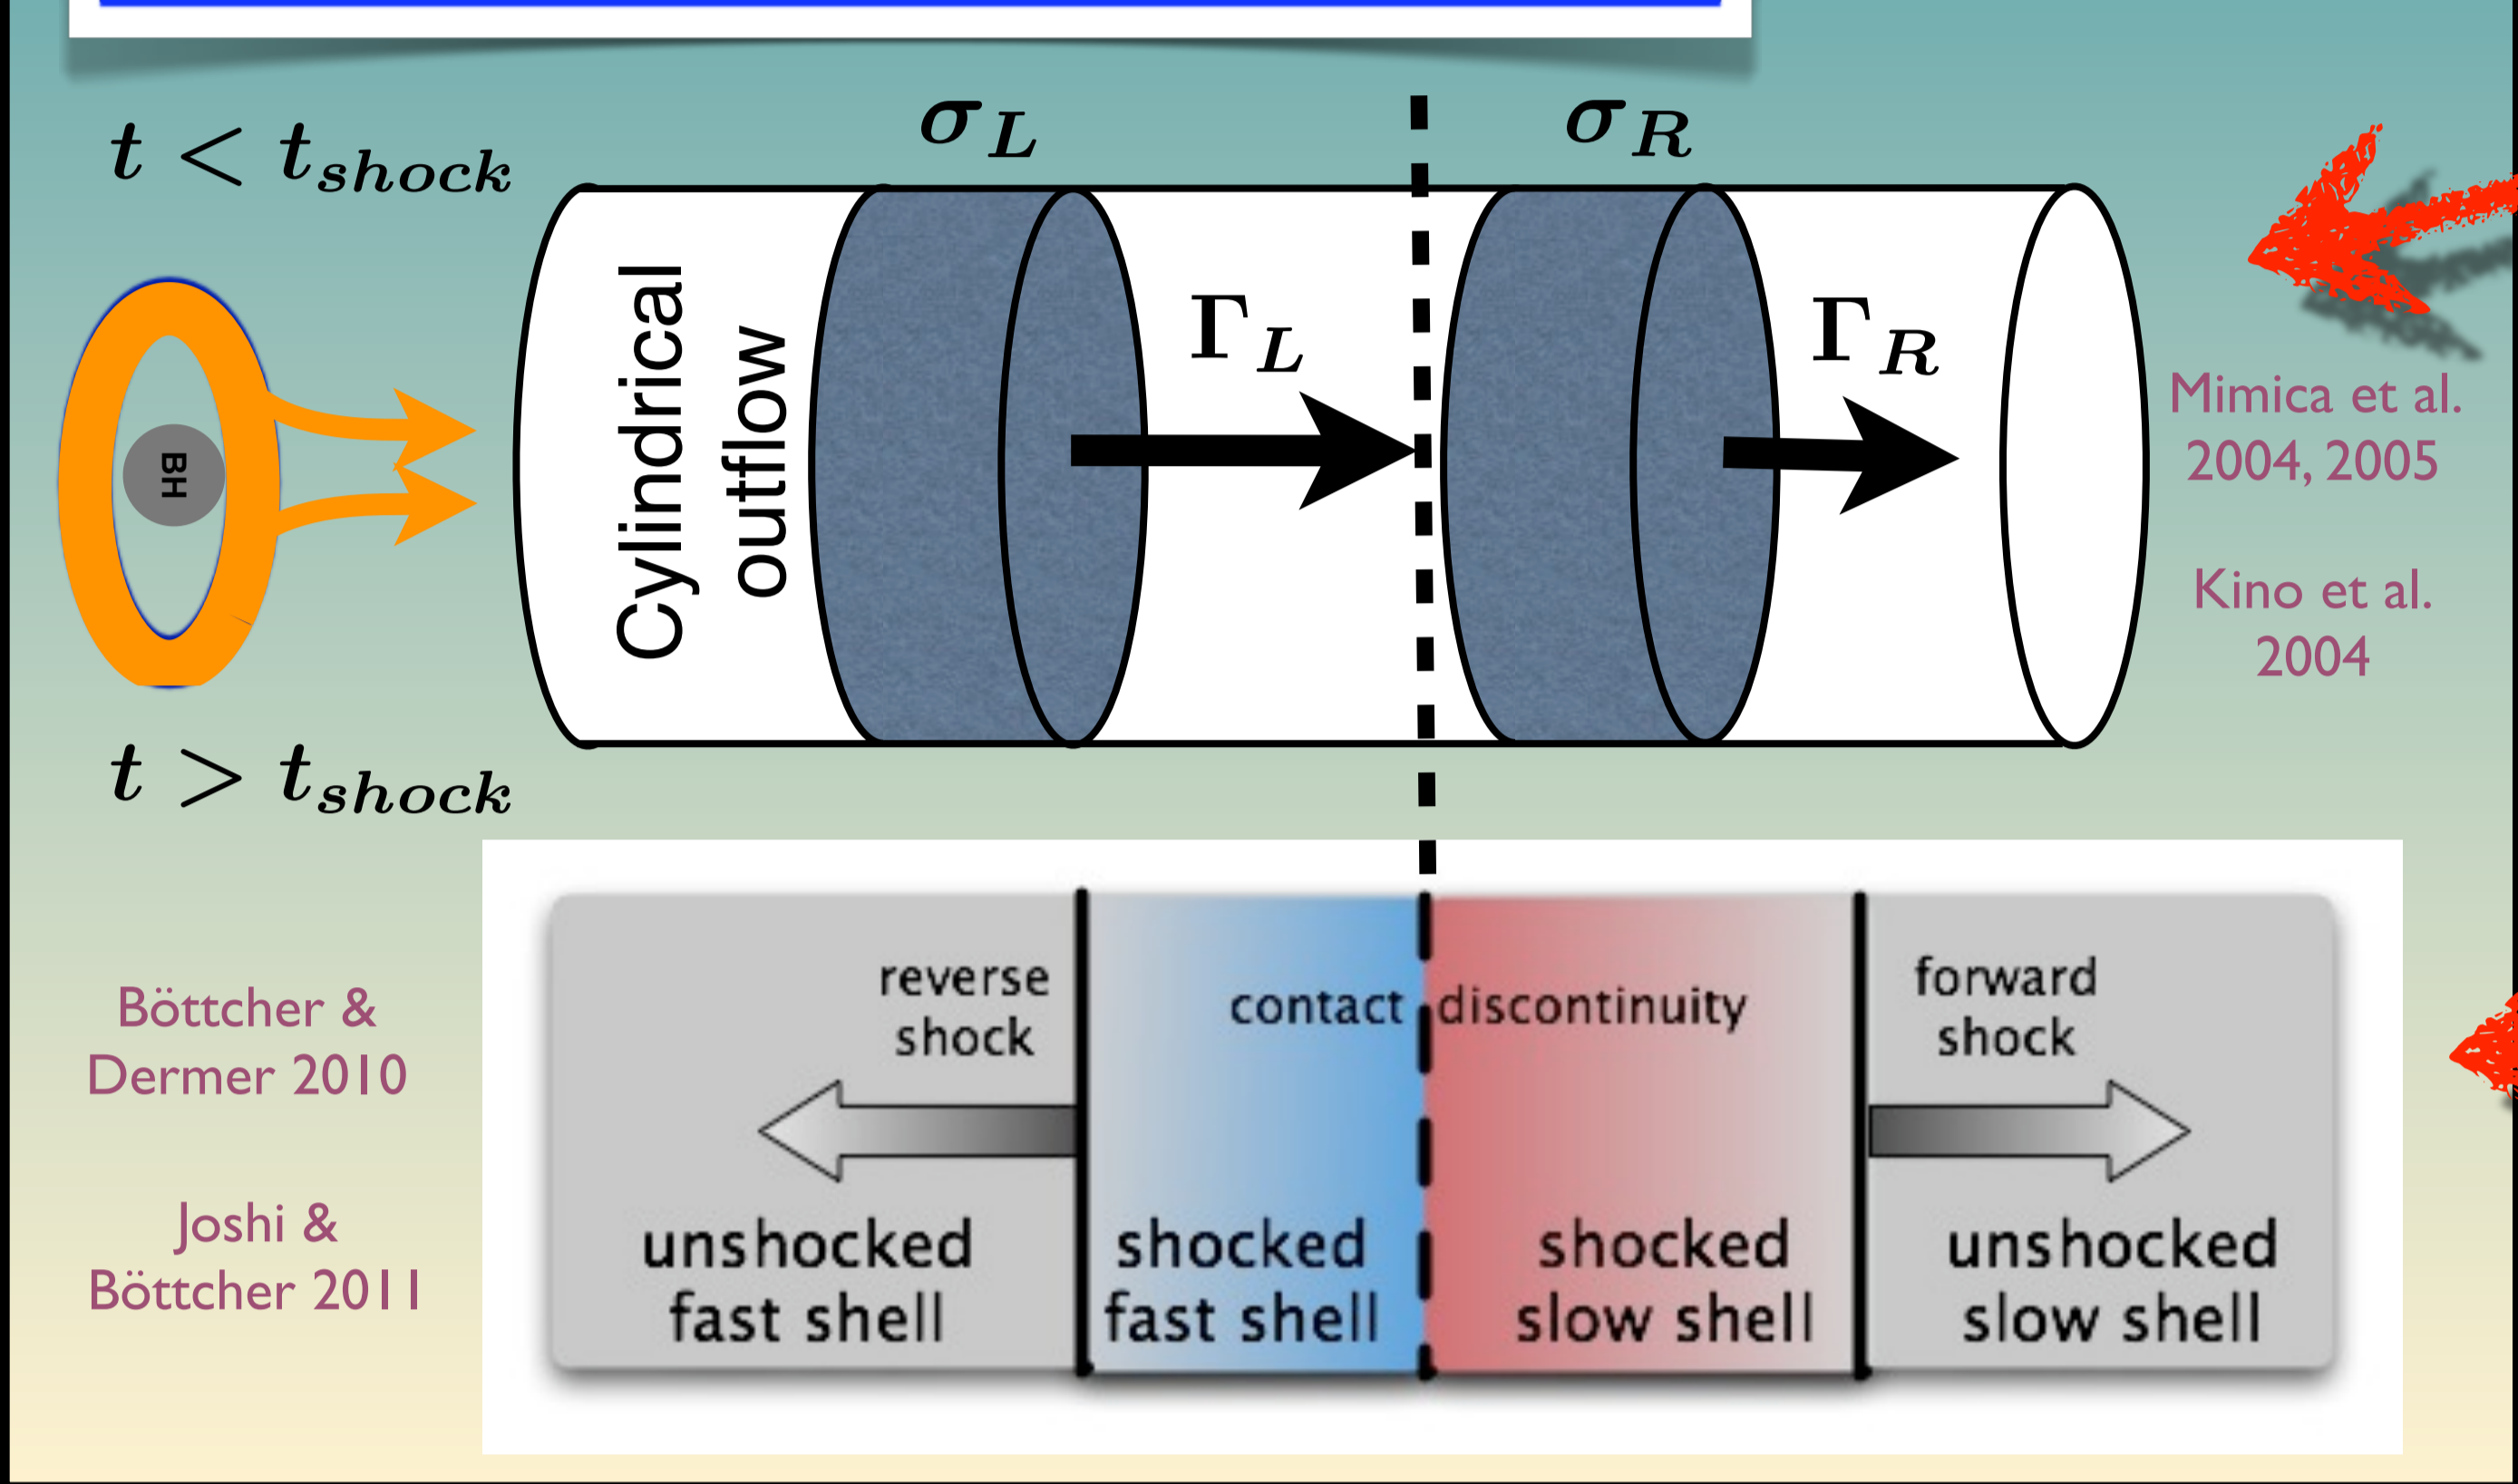 σ_L
σ_R
t < t_shock
Γ_L
Γ_R
Cylindrical
outflow
BH
Mimica et al.
2004, 2005
Kino et al.
2004
t > t_shock
reverse
shock
contact discontinuity
forward
shock
Böttcher &
Dermer 2010
Joshi &
Böttcher 2011
unshocked
fast shell
shocked
fast shell
shocked
slow shell
unshocked
slow shell